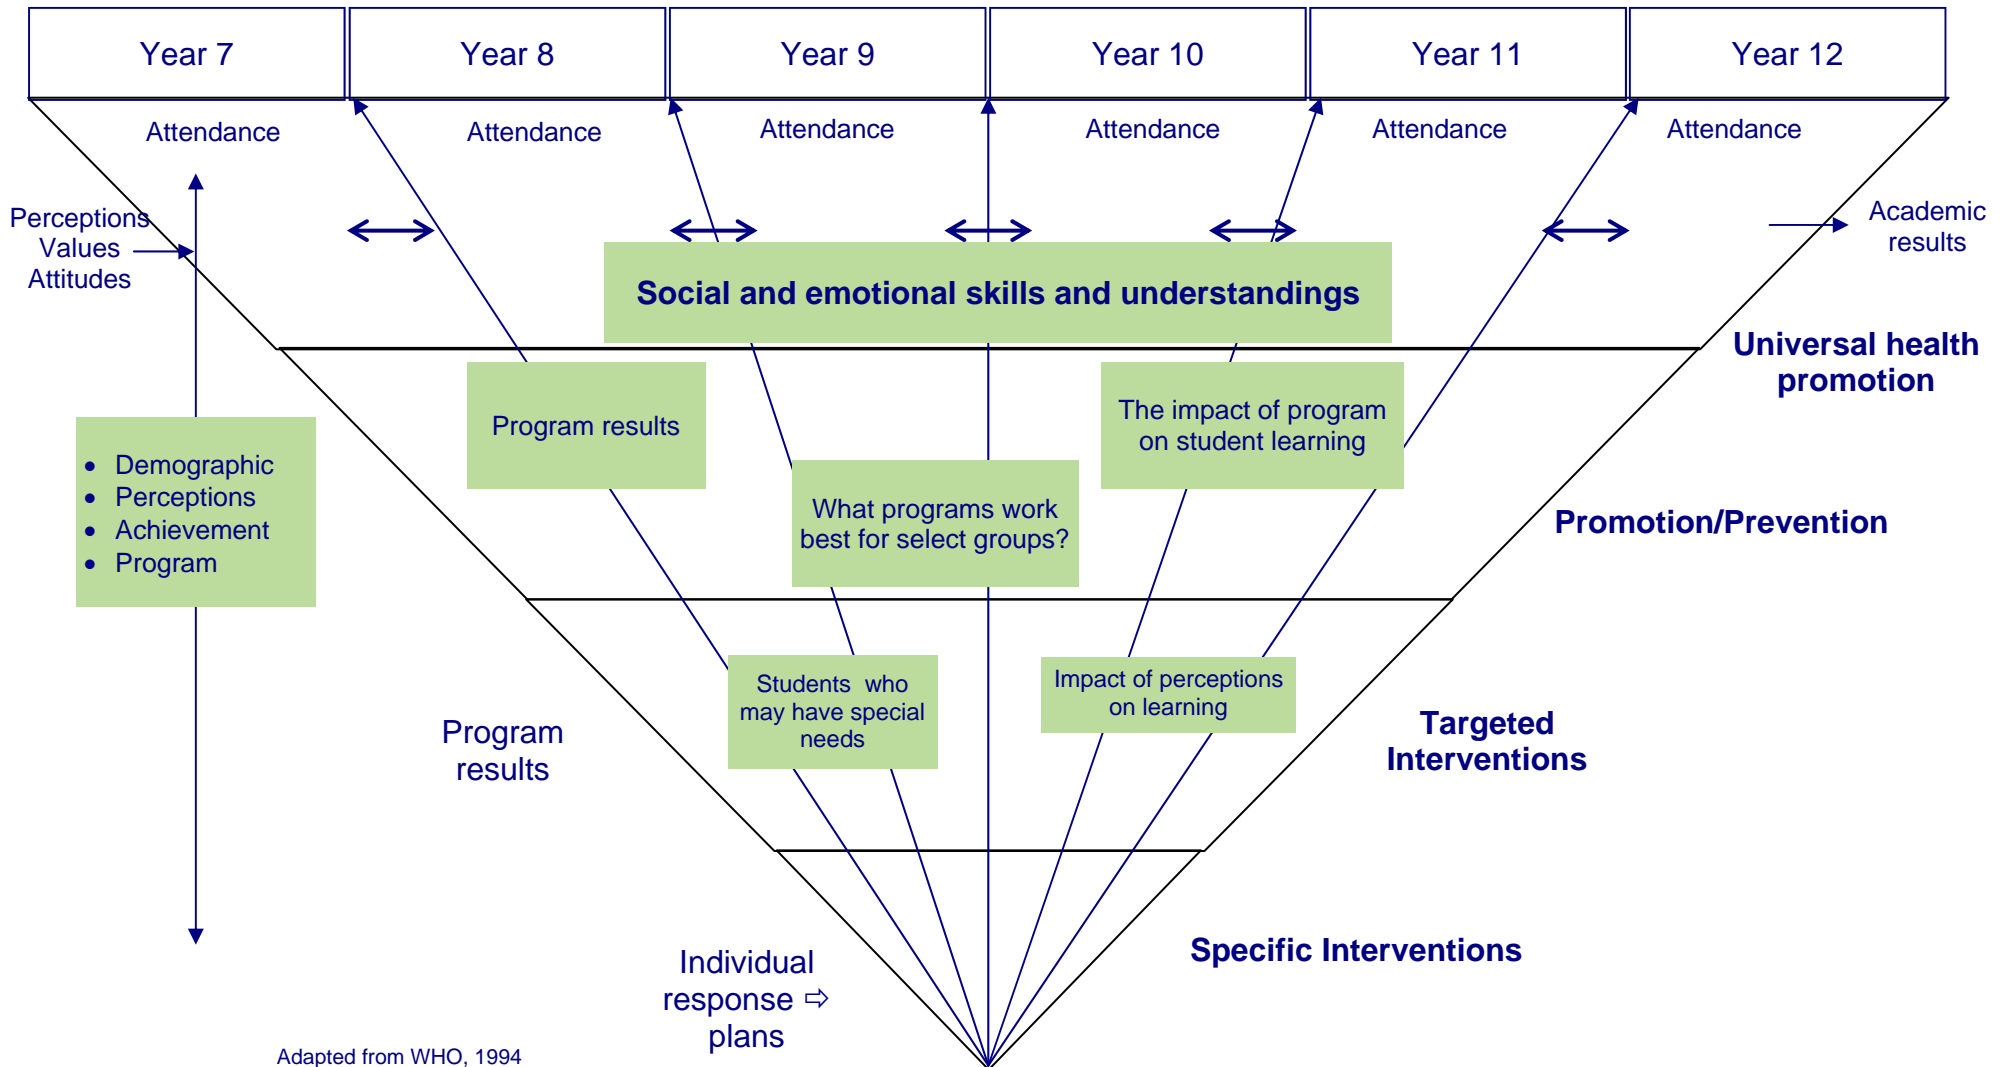 Year 7
Year 8
Year 9
Year 10
Year 11
Year 12
Attendance
Attendance
Attendance
Attendance
Attendance
Attendance
Perceptions
Values
Attitudes
Academic
results
Social and emotional skills and understandings
Universal health
promotion
Program results
The impact of program
on student learning
• Demographic
• Perceptions
• Achievement
• Program
What programs work
best for select groups?
Promotion/Prevention
Students who
may have special
needs
Impact of perceptions
on learning
Program
results
Targeted
Interventions
Individual
response ⇨
plans
Specific Interventions
Adapted from WHO, 1994